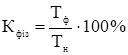 Кфіз = Тф / Тн · 100%